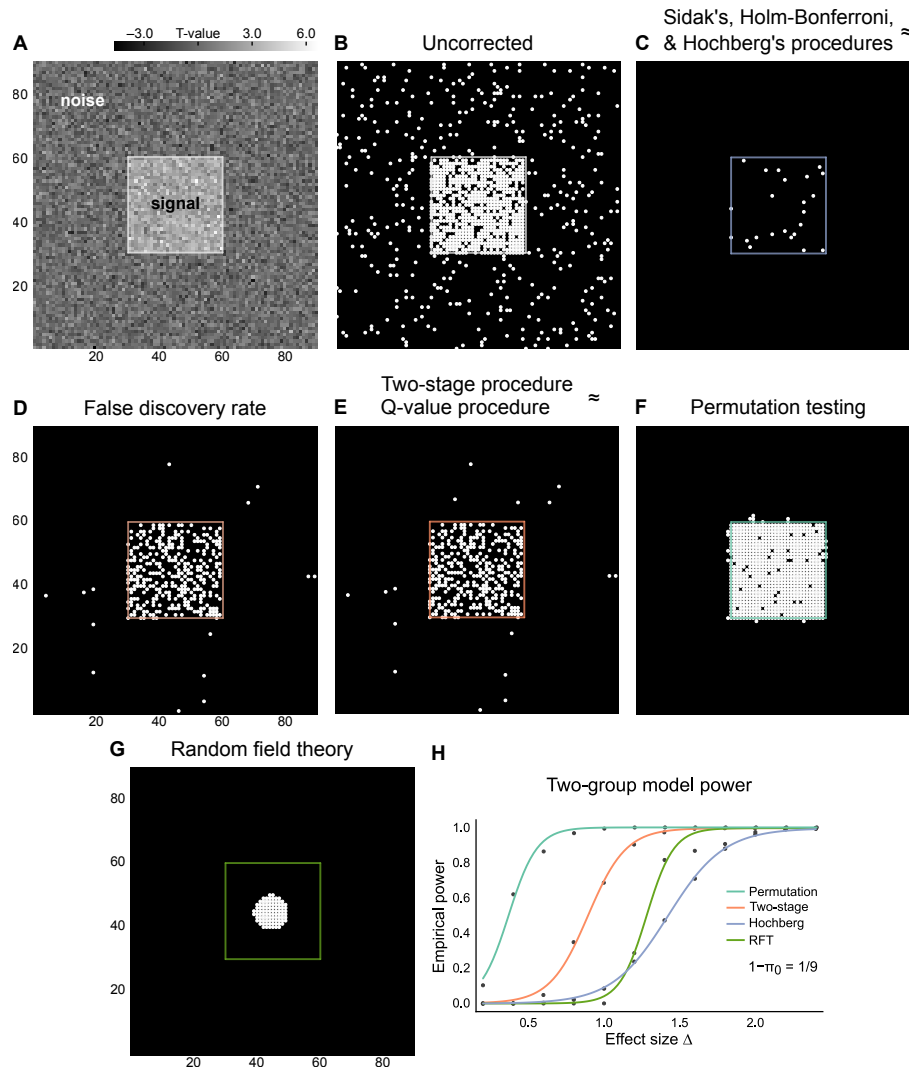 Sidak's, Holm-Bonferroni,
& Hochberg's procedures ≈
A
−3.0 T-value 3.0 6.0
B Uncorrected
C
noise
signal
80
60
40
20
20 40 60 80
Two-stage procedure
Q-value procedure ≈
D False discovery rate
E
F Permutation testing
80
60
40
20
20 40 60 80
G Random field theory
80
60
40
20
20 40 60 80
H
Two-group model power
Empirical power
1.0
0.8
0.6
0.4
0.2
0.0
Permutation
Two-stage
Hochberg
RFT
1−π0 = 1/9
0.5 1.0 1.5 2.0
Effect size Δ